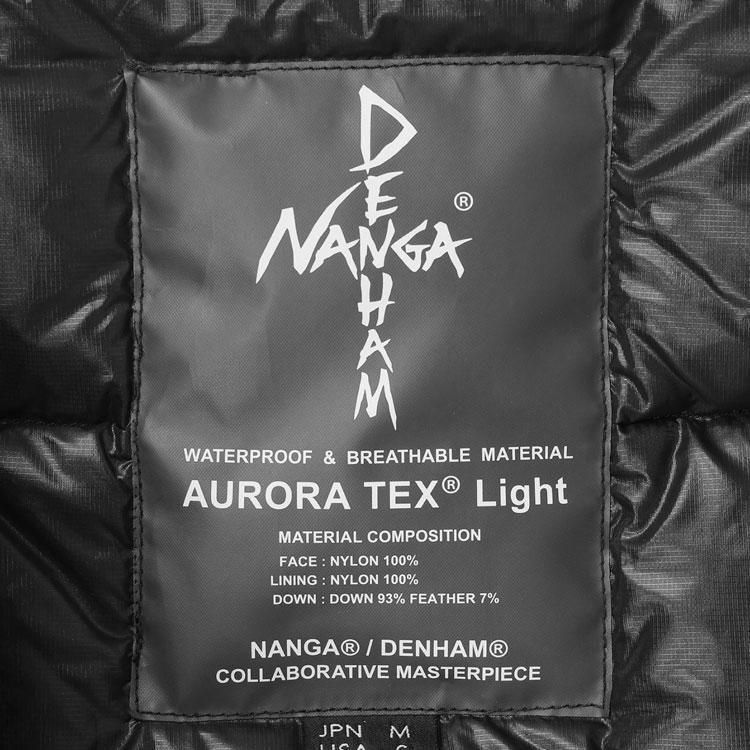 DENHAM
NANGA®
WATERPROOF & BREATHABLE MATERIAL
AURORA TEX® Light
MATERIAL COMPOSITION
FACE : NYLON 100%
LINING : NYLON 100%
DOWN : DOWN 93% FEATHER 7%
NANGA® / DENHAM®
COLLABORATIVE MASTERPIECE
JPN M
USA S